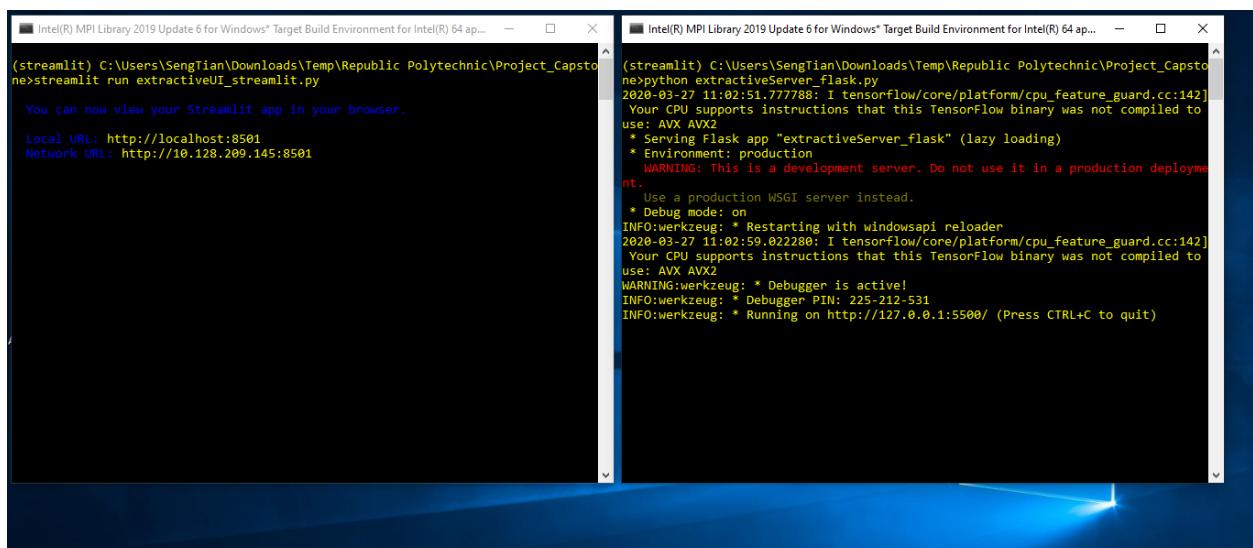 Intel(R) MPI Library 2019 Update 6 for Windows* Target Build Environment for Intel(R) 64 ap...
(streamlit) C:\Users\SengTian\Downloads\Temp\Republic Polytechnic\Project_Capsto
ne>streamlit run extractiveUI_streamlit.py
You can now view your Streamlit app in your browser.
Local URL: http://localhost:8501
Network URL: http://10.128.209.145:8501
Intel(R) MPI Library 2019 Update 6 for Windows* Target Build Environment for Intel(R) 64 ap...
(streamlit) C:\Users\SengTian\Downloads\Temp\Republic Polytechnic\Project_Capsto
ne>python extractiveServer_flask.py
2020-03-27 11:02:51.777788: I tensorflow/core/platform/cpu_feature_guard.cc:142]
Your CPU supports instructions that this TensorFlow binary was not compiled to
use: AVX AVX2
* Serving Flask app "extractiveServer_flask" (lazy loading)
* Environment: production
WARNING: This is a development server. Do not use it in a production deployme
nt.
Use a production WSGI server instead.
* Debug mode: on
INFO:werkzeug: * Restarting with windowsapi reloader
2020-03-27 11:02:59.022280: I tensorflow/core/platform/cpu_feature_guard.cc:142]
Your CPU supports instructions that this TensorFlow binary was not compiled to
use: AVX AVX2
WARNING:werkzeug: * Debugger is active!
INFO:werkzeug: * Debugger PIN: 225-212-531
INFO:werkzeug: * Running on http://127.0.0.1:5500/ (Press CTRL+C to quit)